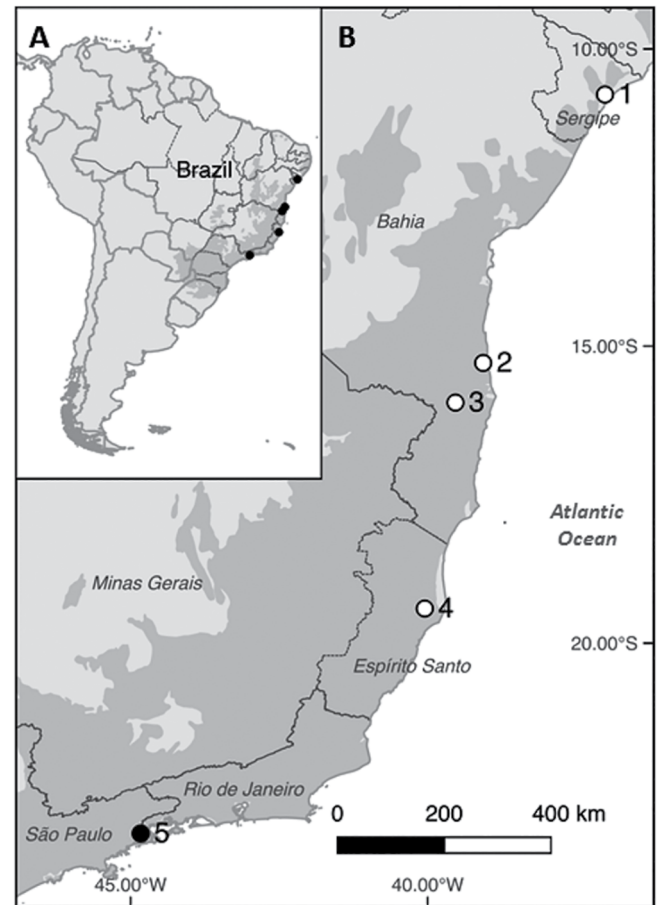 A
B
Brazil
10.00°S
1
Sergipe
Bahia
15.00°S
2
3
Atlantic
Ocean
Minas Gerais
4
20.00°S
Espírito Santo
Rio de Janeiro
0 200 400 km
São Paulo
5
45.00°W
40.00°W